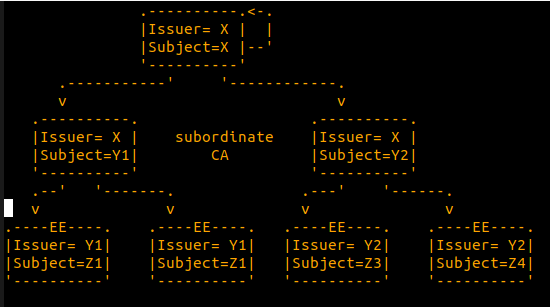 .----------.<-.
|Issuer= X |  |
|Subject=X |--'
'----------'
.-----------'     '------------.
v                              v
.----------.                   .----------.
|Issuer= X |    subordinate    |Issuer= X |
|Subject=Y1|        CA         |Subject=Y2|
'----------'                   '----------'
.--'   '-------.              .---'    '------.
v              v              v               v
.----EE----.    .----EE----.   .----EE----.    .----EE----.
|Issuer= Y1|    |Issuer= Y1|   |Issuer= Y2|    |Issuer= Y2|
|Subject=Z1|    |Subject=Z1|   |Subject=Z3|    |Subject=Z4|
'----------'    '----------'   '----------'    '----------'